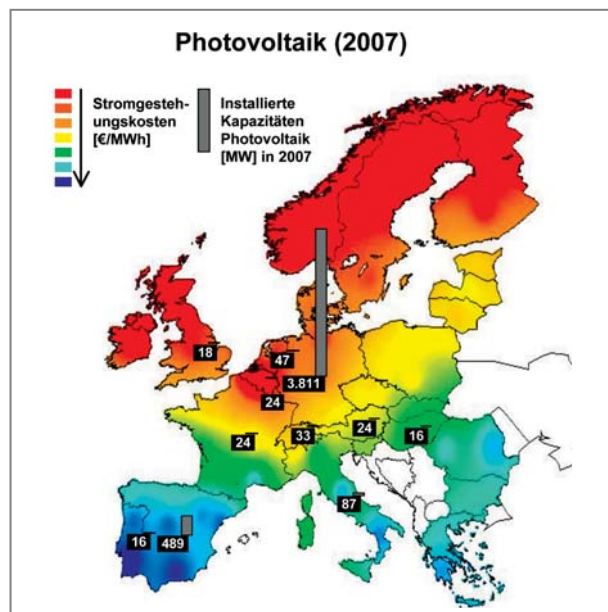 Photovoltaik (2007)
Stromgesteh-
ungskosten
[€/MWh]
Installierte
Kapazitäten
Photovoltaik
[MW] in 2007
18
47
3.811
24
24
33
24
16
87
16
489